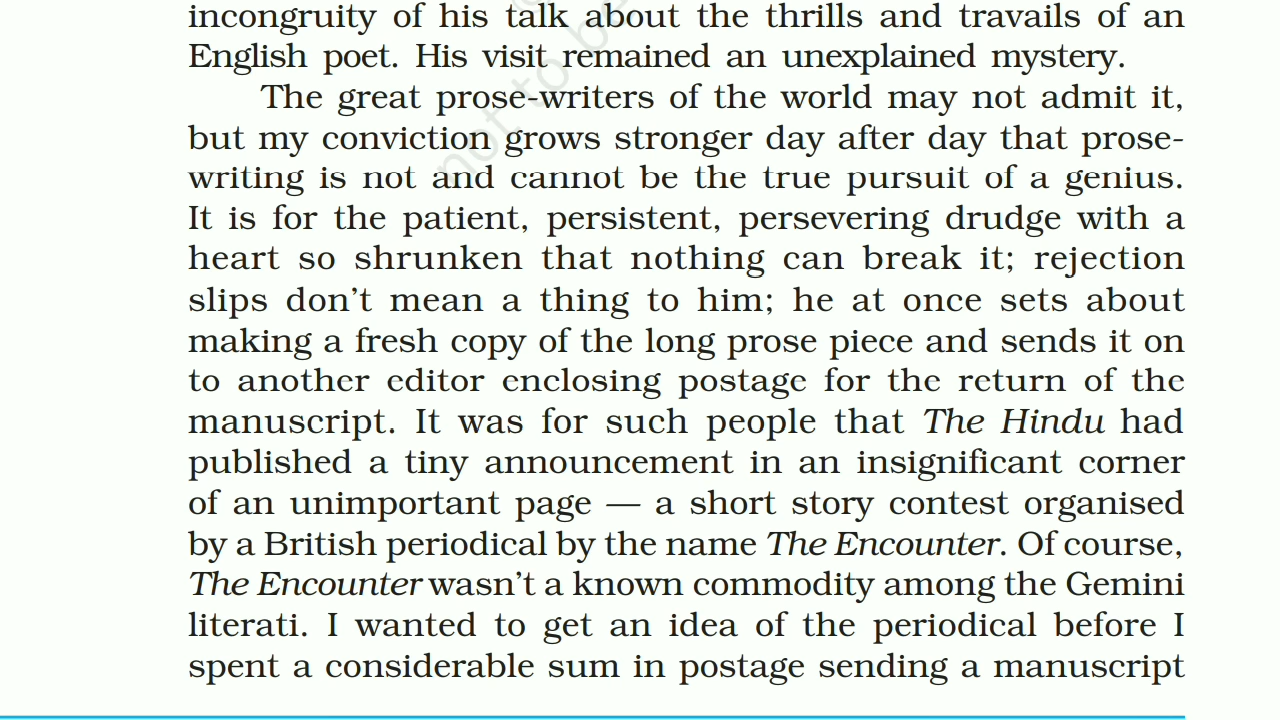 incongruity of his talk about the thrills and travails of an
English poet. His visit remained an unexplained mystery.
The great prose-writers of the world may not admit it,
but my conviction grows stronger day after day that prose-
writing is not and cannot be the true pursuit of a genius.
It is for the patient, persistent, persevering drudge with a
heart so shrunken that nothing can break it; rejection
slips don’t mean a thing to him; he at once sets about
making a fresh copy of the long prose piece and sends it on
to another editor enclosing postage for the return of the
manuscript. It was for such people that The Hindu had
published a tiny announcement in an insignificant corner
of an unimportant page — a short story contest organised
by a British periodical by the name The Encounter. Of course,
The Encounter wasn’t a known commodity among the Gemini
literati. I wanted to get an idea of the periodical before I
spent a considerable sum in postage sending a manuscript
not to be